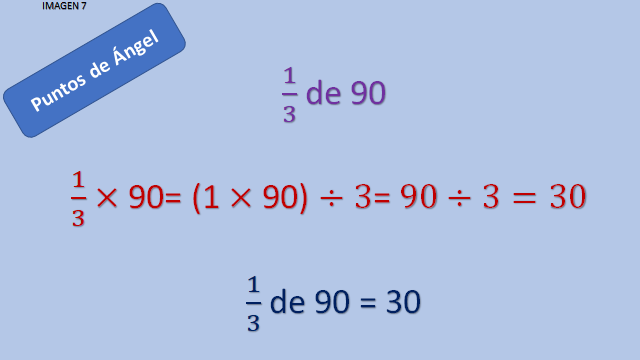 IMAGEN 7
Puntos de Ángel
1/3 de 90
1/3 × 90= (1 × 90) ÷ 3= 90 ÷ 3 = 30
1/3 de 90 = 30